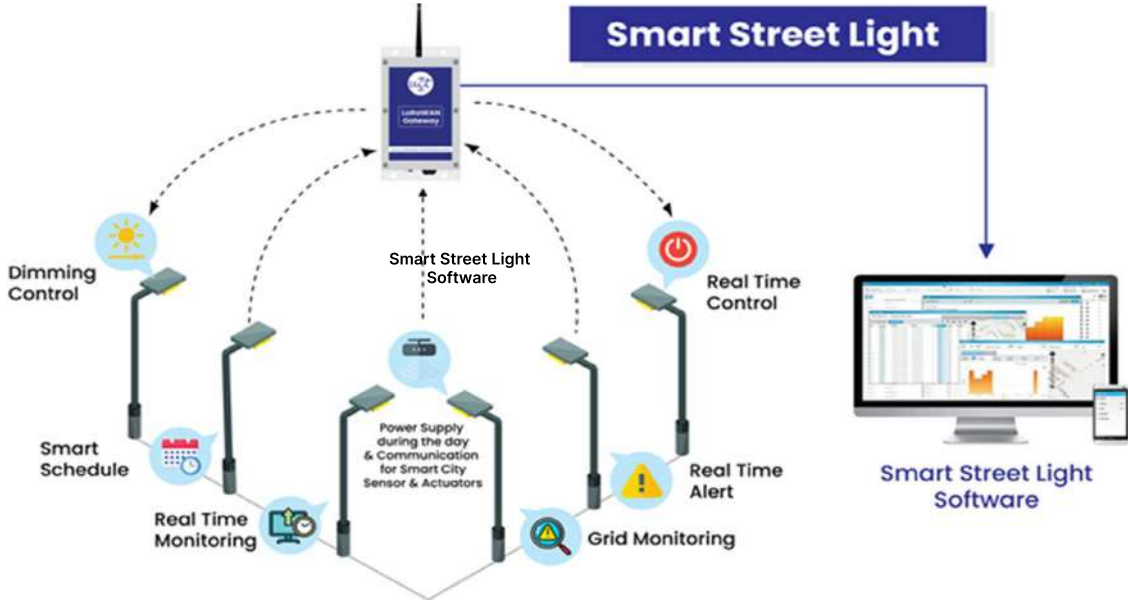 Smart Street Light
LoRaWAN
Gateway
Dimming
Control
Smart Street Light
Software
Real Time
Control
Power Supply
during the day
& Communication
for Smart City
Sensor & Actuators
Smart
Schedule
Real Time
Alert
Real Time
Monitoring
Grid Monitoring
Smart Street Light
Software